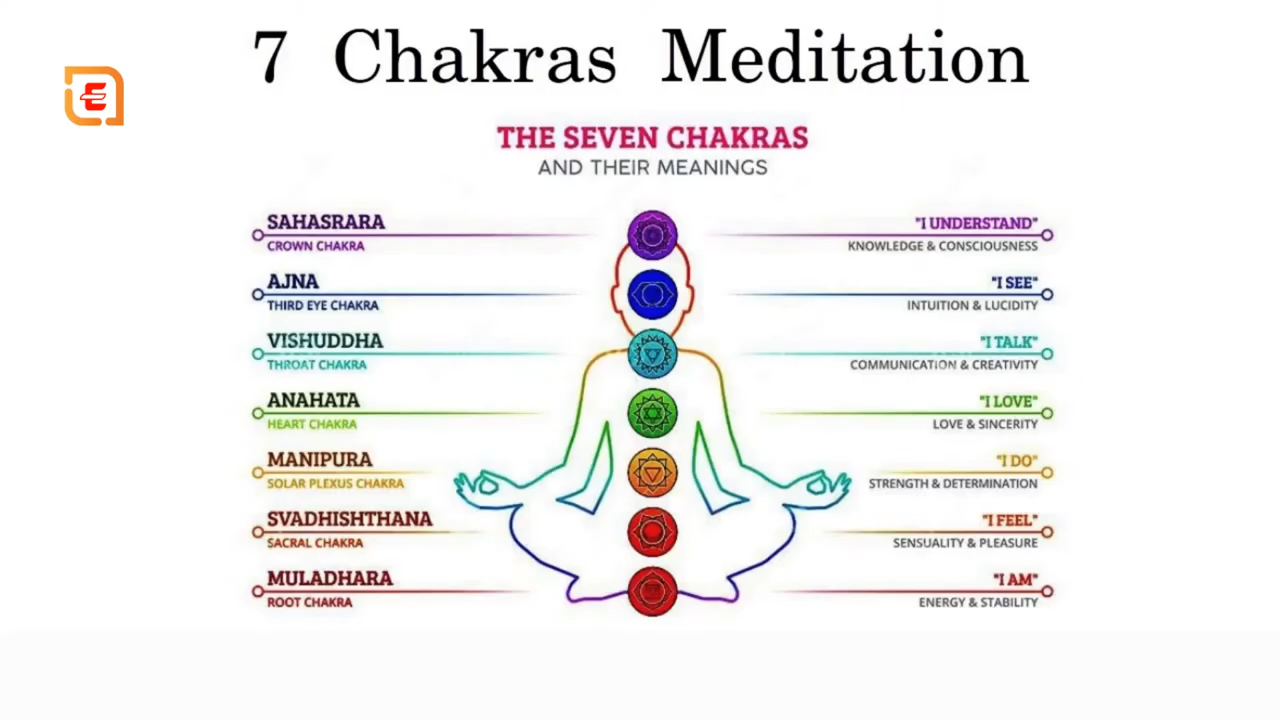 7 Chakras Meditation
E
THE SEVEN CHAKRAS
AND THEIR MEANINGS
SAHASRARA
CROWN CHAKRA
"I UNDERSTAND"
KNOWLEDGE & CONSCIOUSNESS
AJNA
THIRD EYE CHAKRA
"I SEE"
INTUITION & LUCIDITY
VISHUDDHA
THROAT CHAKRA
"I TALK"
COMMUNICATION & CREATIVITY
ANAHATA
HEART CHAKRA
"I LOVE"
LOVE & SINCERITY
MANIPURA
SOLAR PLEXUS CHAKRA
"I DO"
STRENGTH & DETERMINATION
SVADHISHTHANA
SACRAL CHAKRA
"I FEEL"
SENSUALITY & PLEASURE
MULADHARA
ROOT CHAKRA
"I AM"
ENERGY & STABILITY